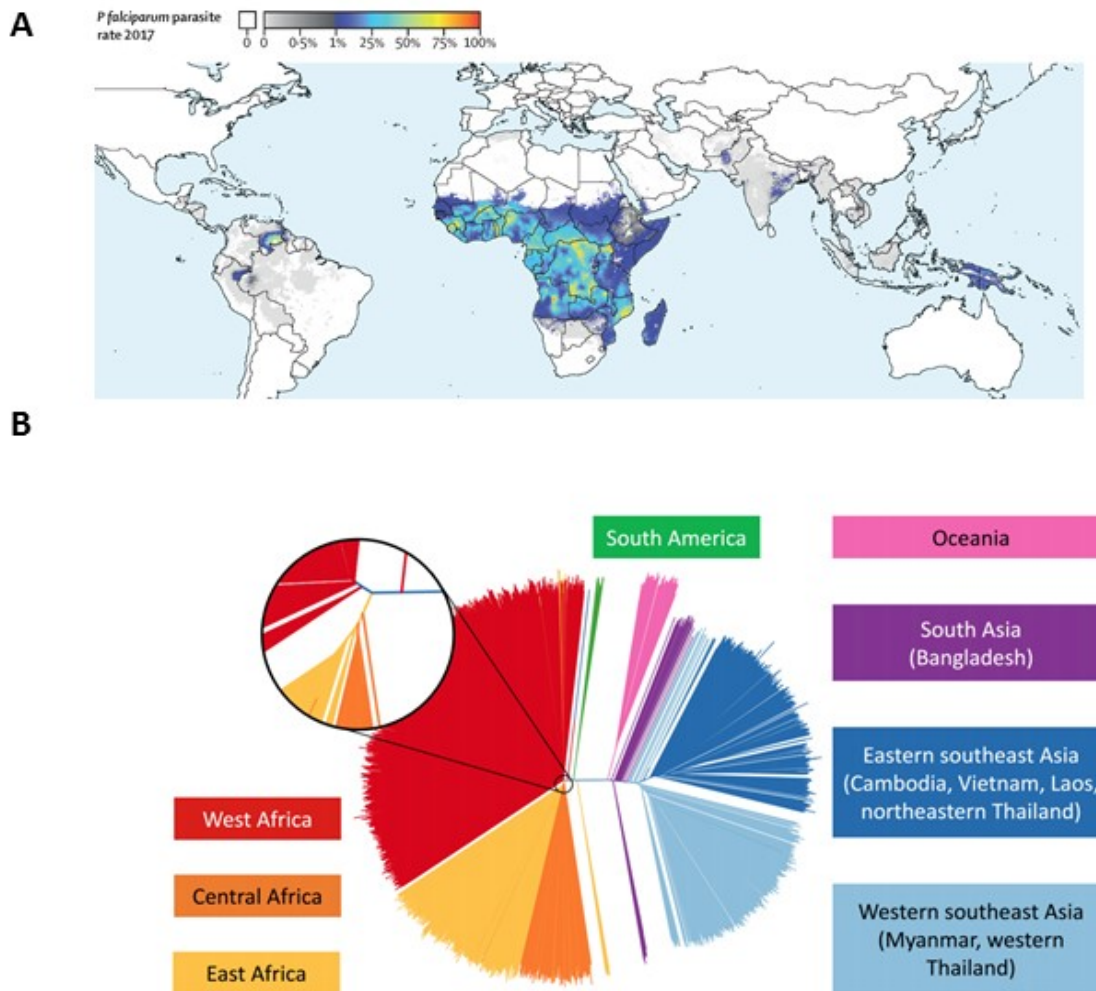 A
P falciparum parasite
rate 2017
0 0 0·5% 1% 25% 50% 75% 100%
B
South America
Oceania
South Asia
(Bangladesh)
Eastern southeast Asia
(Cambodia, Vietnam, Laos,
northeastern Thailand)
West Africa
Central Africa
East Africa
Western southeast Asia
(Myanmar, western
Thailand)